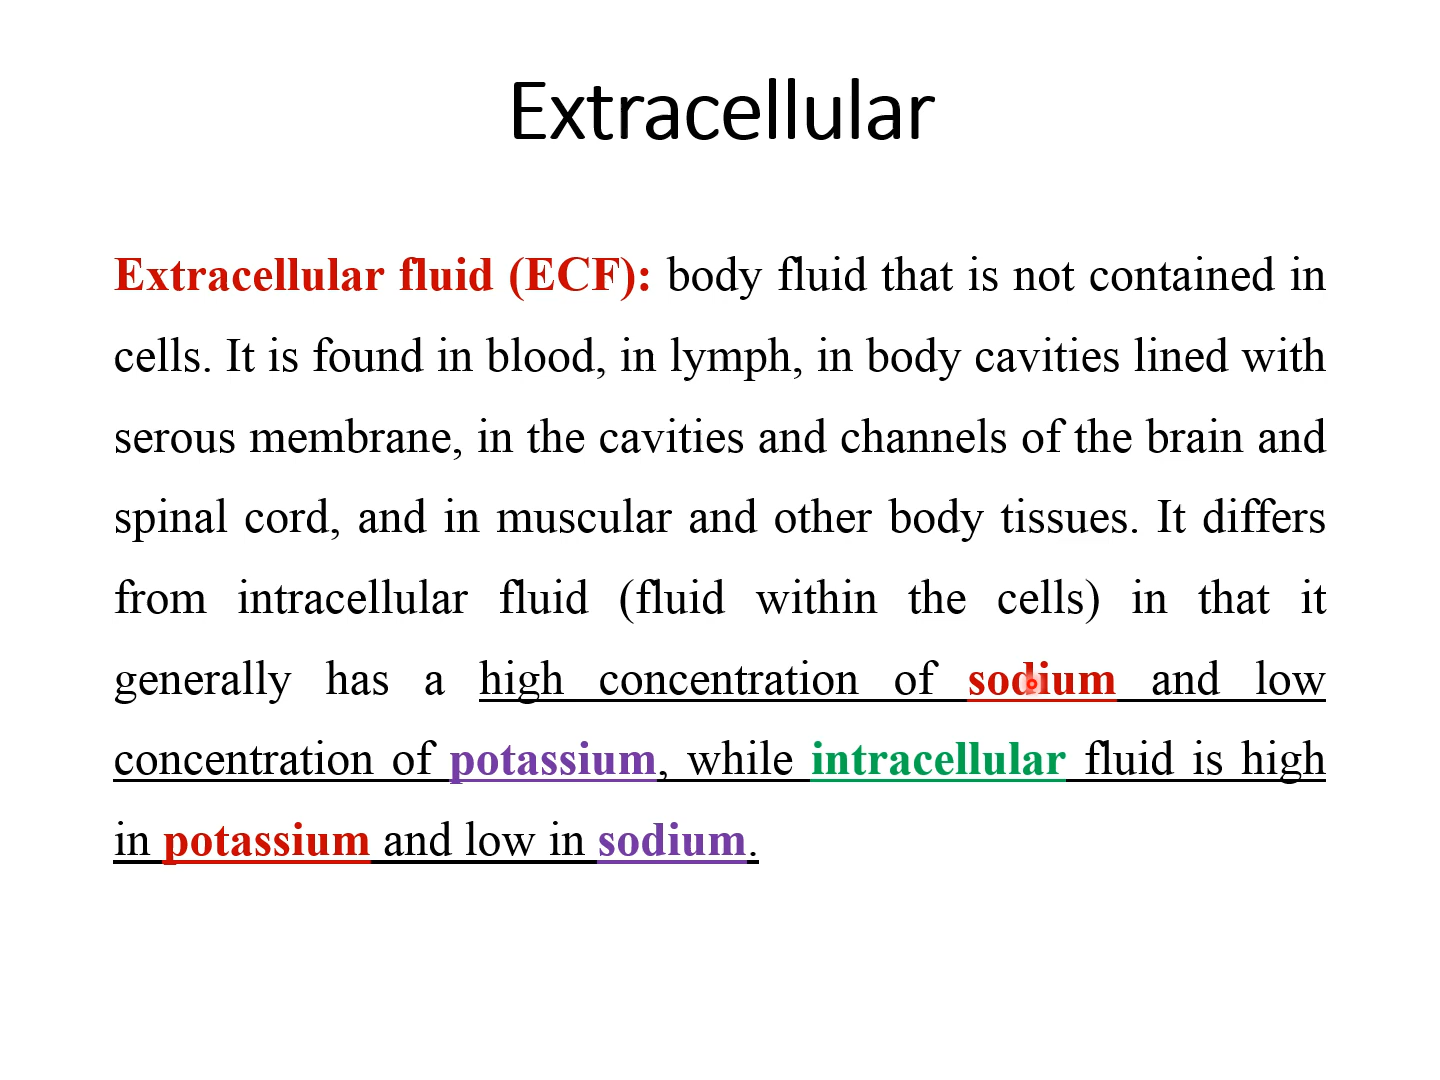 Extracellular
Extracellular fluid (ECF): body fluid that is not contained in
cells. It is found in blood, in lymph, in body cavities lined with
serous membrane, in the cavities and channels of the brain and
spinal cord, and in muscular and other body tissues. It differs
from intracellular fluid (fluid within the cells) in that it
generally has a high concentration of sodium and low
concentration of potassium, while intracellular fluid is high
in potassium and low in sodium.